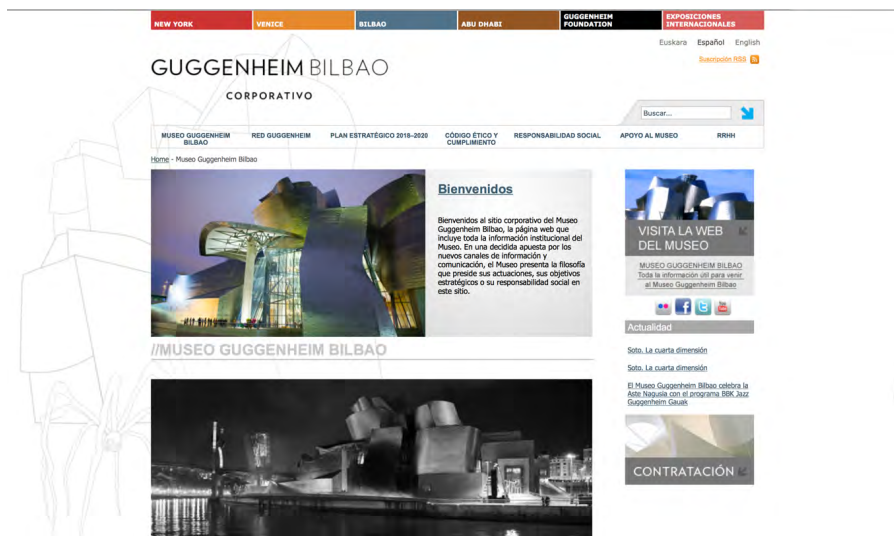 NEW YORK
VENICE
BILBAO
ABU DHABI
GUGGENHEIM
FOUNDATION
EXPOSICIONES
INTERNACIONALES
Euskara Español English
Suscripción RSS
GUGGENHEIM BILBAO
CORPORATIVO
Buscar...
MUSEO GUGGENHEIM
BILBAO
RED GUGGENHEIM
PLAN ESTRATÉGICO 2018–2020
CÓDIGO ÉTICO Y
CUMPLIMIENTO
RESPONSABILIDAD SOCIAL
APOYO AL MUSEO
RRHH
Home - Museo Guggenheim Bilbao
Bienvenidos
Bienvenidos al sitio corporativo del Museo
Guggenheim Bilbao, la página web que
incluye toda la información institucional del
Museo. En una decidida apuesta por los
nuevos canales de información y
comunicación, el Museo presenta la filosofía
que preside sus actuaciones, sus objetivos
estratégicos o su responsabilidad social en
este sitio.
//MUSEO GUGGENHEIM BILBAO
VISITA LA WEB
DEL MUSEO
MUSEO GUGGENHEIM BILBAO
Toda la información útil para venir
al Museo Guggenheim Bilbao
You
Tube
Actualidad
Soto. La cuarta dimensión
Soto. La cuarta dimensión
El Museo Guggenheim Bilbao celebra la
Aste Nagusia con el programa BBK Jazz
Guggenheim Gauak
CONTRATACIÓN